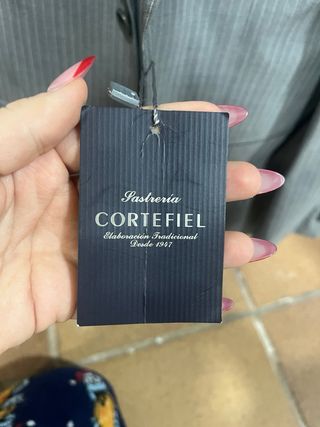 Sastrería
CORTEFIEL
Elaboración Tradicional
Desde 1947